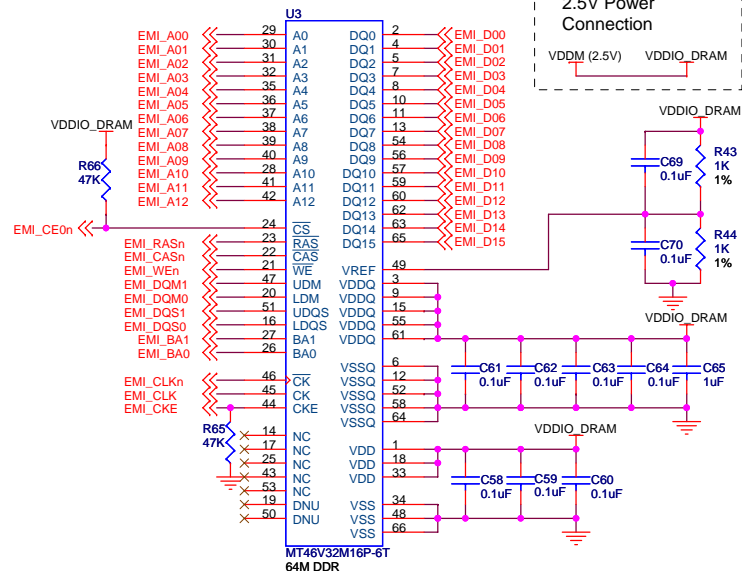 2.5V Power
Connection
VDDM (2.5V) VDDIO_DRAM
U3
EMI_A00 29 A0 DQ0 2 EMI_D00
EMI_A01 30 A1 DQ1 4 EMI_D01
EMI_A02 31 A2 DQ2 5 EMI_D02
EMI_A03 32 A3 DQ3 7 EMI_D03
EMI_A04 35 A4 DQ4 8 EMI_D04
EMI_A05 36 A5 DQ5 10 EMI_D05
EMI_A06 37 A6 DQ6 11 EMI_D06
EMI_A07 38 A7 DQ7 13 EMI_D07
EMI_A08 39 A8 DQ8 54 EMI_D08
EMI_A09 40 A9 DQ9 56 EMI_D09
EMI_A10 28 A10 DQ10 57 EMI_D10
EMI_A11 41 A11 DQ11 59 EMI_D11
EMI_A12 42 A12 DQ12 60 EMI_D12
DQ13 62 EMI_D13
DQ14 63 EMI_D14
DQ15 65 EMI_D15
VDDIO_DRAM
R66
47K
EMI_CE0n 24 CS
EMI_RASn 23 RAS
EMI_CASn 22 CAS
EMI_WEn 21 WE VREF 49
EMI_DQM1 47 UDM VDDQ 3
EMI_DQM0 20 LDM VDDQ 9
EMI_DQS1 51 UDQS VDDQ 15
EMI_DQS0 16 LDQS VDDQ 55
EMI_BA1 27 BA1 VDDQ 61
EMI_BA0 26 BA0
VSSQ 6
EMI_CLKn 46 CK VSSQ 12
EMI_CLK 45 CK VSSQ 52
EMI_CKE 44 CKE VSSQ 58
VSSQ 64
R65
47K
14 NC
17 NC VDD 1
25 NC VDD 18
43 NC VDD 33
53 NC
19 DNU VSS 34
50 DNU VSS 48
VSS 66
MT46V32M16P-6T
64M DDR
VDDIO_DRAM
C69
0.1uF
R43
1K
1%
C70
0.1uF
R44
1K
1%
VDDIO_DRAM
C61
0.1uF
C62
0.1uF
C63
0.1uF
C64
0.1uF
C65
1uF
VDDIO_DRAM
C58
0.1uF
C59
0.1uF
C60
0.1uF